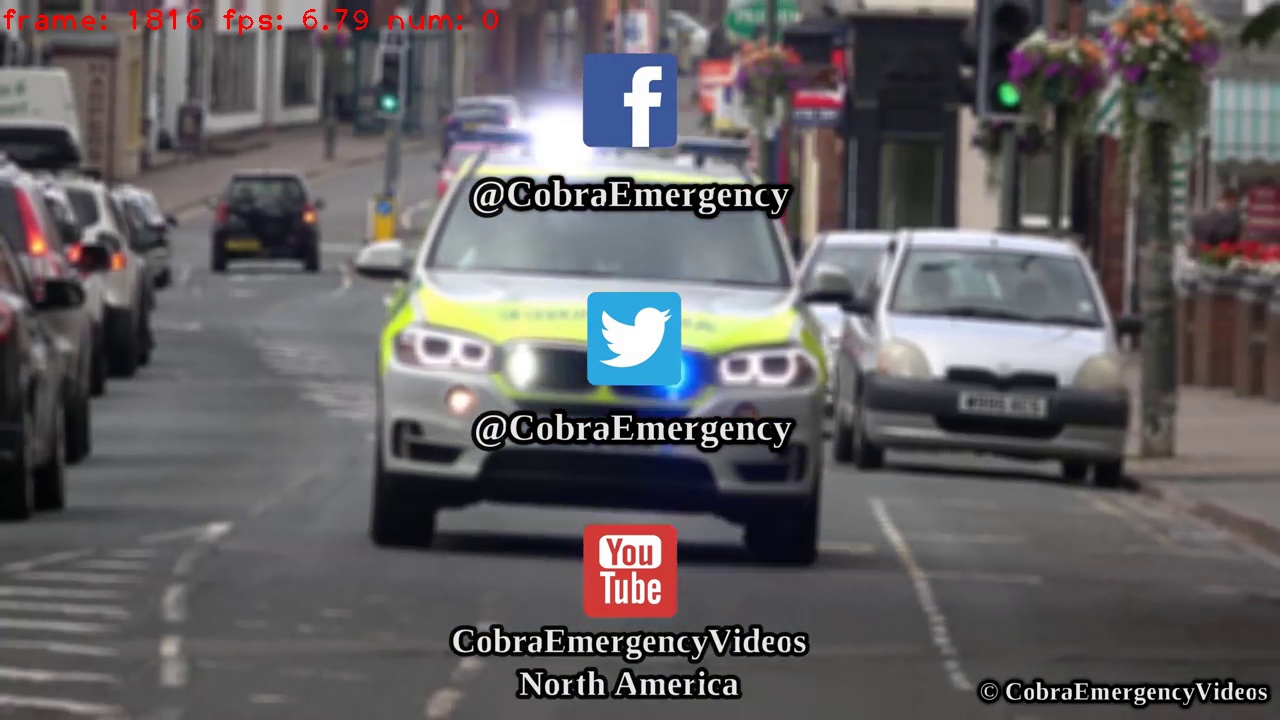 frame: 1816 fps: 6.79 num: 0
f
@CobraEmergency
@CobraEmergency
You
Tube
CobraEmergencyVideos
North America
© CobraEmergencyVideos